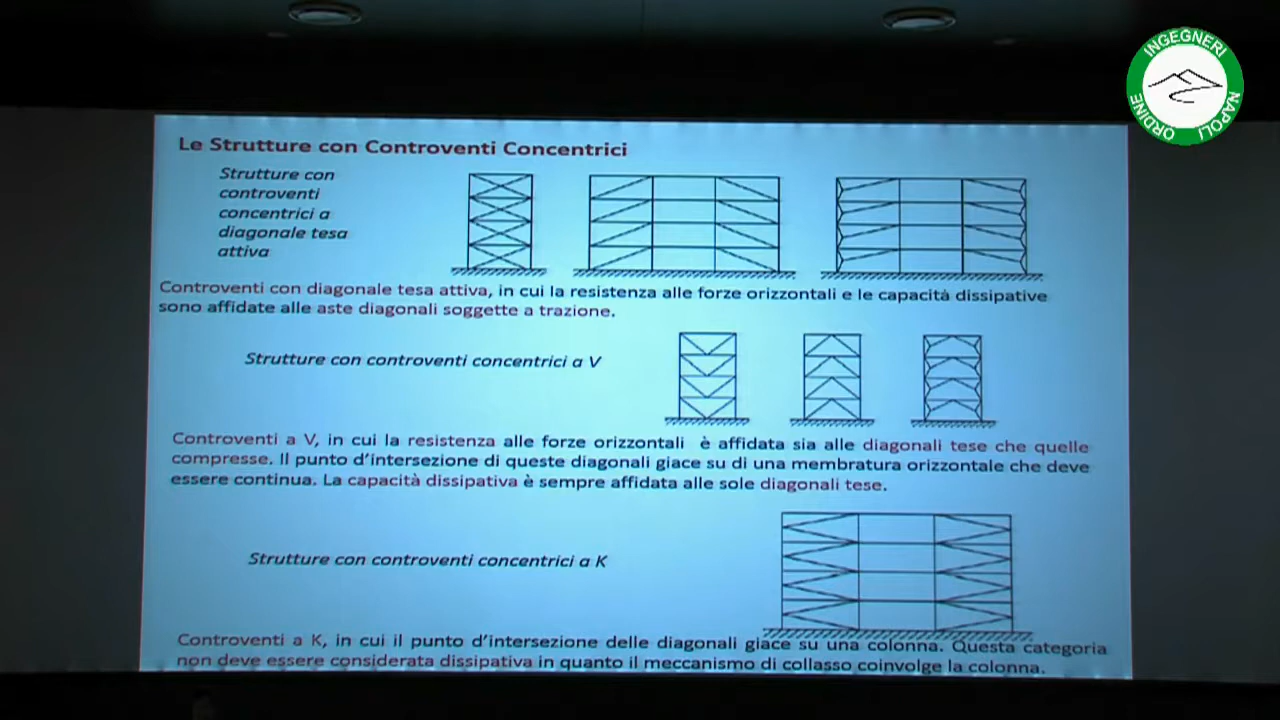 INGEGNERI
NAPOLI
ORDINE
Le Strutture con Controventi Concentrici
Strutture con
controventi
concentrici a
diagonale tesa
attiva
Controventi con diagonale tesa attiva, in cui la resistenza alle forze orizzontali e le capacità dissipative
sono affidate alle aste diagonali soggette a trazione.
Strutture con controventi concentrici a V
Controventi a V, in cui la resistenza alle forze orizzontali è affidata sia alle diagonali tese che quelle
compresse. Il punto d'intersezione di queste diagonali giace su di una membratura orizzontale che deve
essere continua. La capacità dissipativa è sempre affidata alle sole diagonali tese.
Strutture con controventi concentrici a K
Controventi a K, in cui il punto d'intersezione delle diagonali giace su una colonna. Questa categoria
non deve essere considerata dissipativa in quanto il meccanismo di collasso coinvolge la colonna.